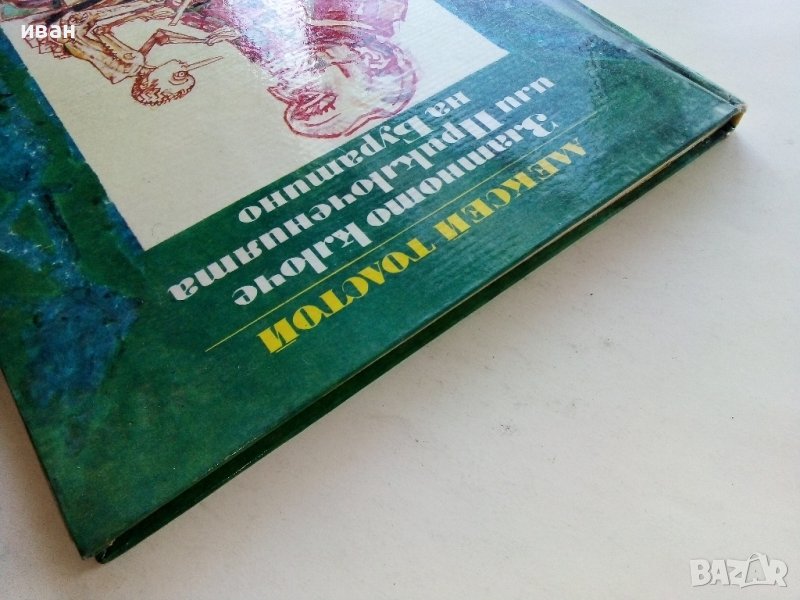 иван
АЛЕКСЕЙ ТОЛСТОЙ
Златното ключе
или Приключенията
на Буратино
BAZAR